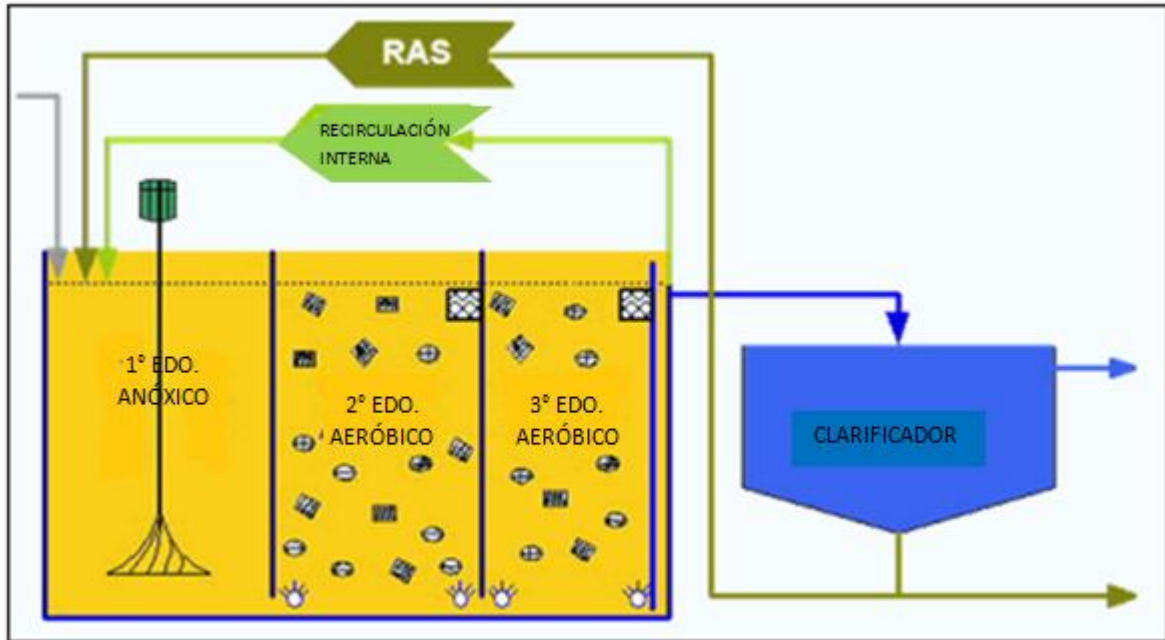 RAS
RECIRCULACIÓN
INTERNA
1° EDO.
ANÓXICO
2° EDO.
AERÓBICO
3° EDO.
AERÓBICO
CLARIFICADOR